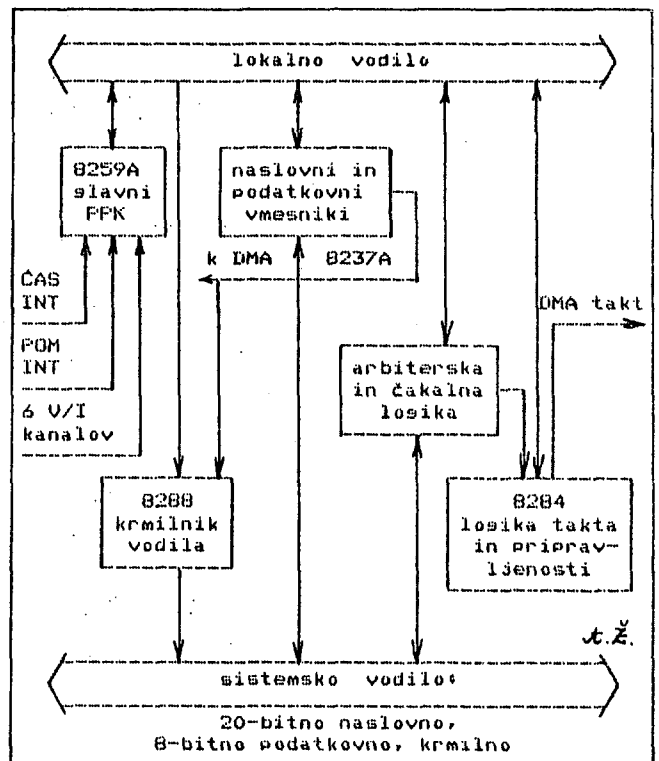 lokalno vodilo
8259A
glavni
PPK
naslovni in
podatkovni
vmesniki
k DMA 8237A
ČAS
INT
POM
INT
6 V/I
kanalov
DMA takt
arbiterska
in čakalna
logika
8288
krmilnik
vodila
8284
logika takta
in priprav-
ljenosti
t.Ž.
sistemsko vodilo:
20-bitno naslovno,
8-bitno podatkovno, krmilno